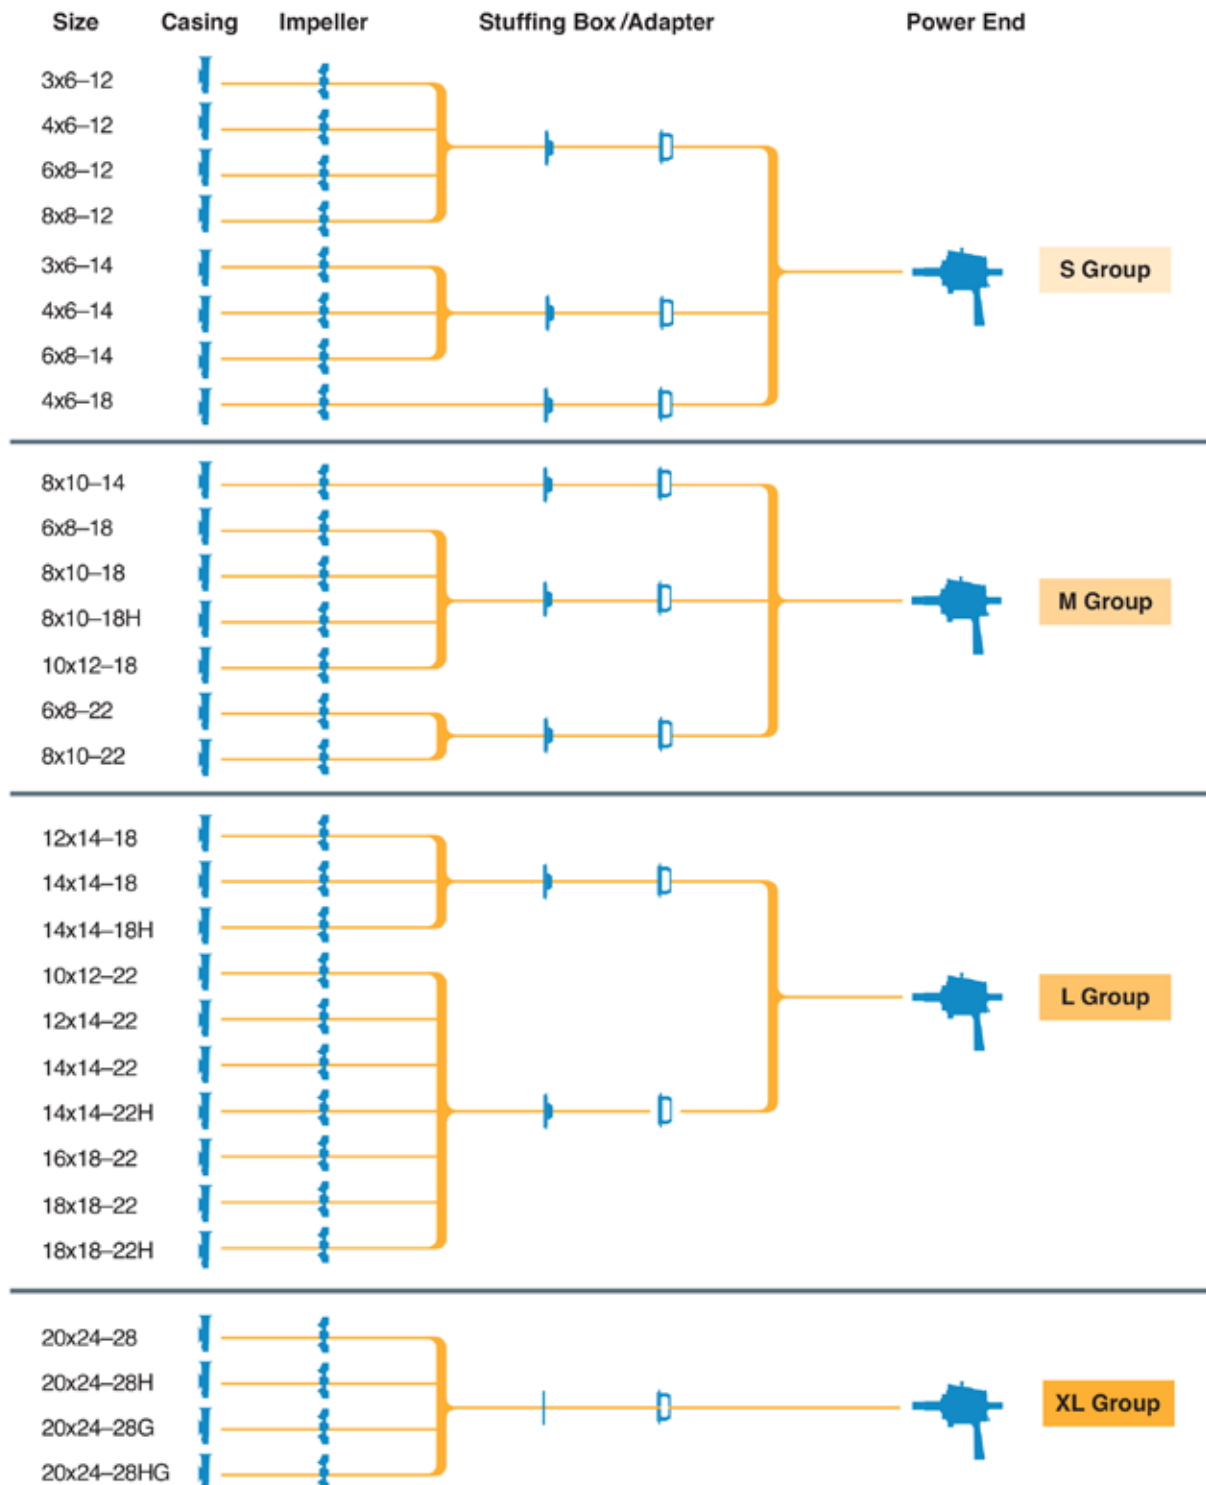 Size Casing Impeller Stuffing Box /Adapter Power End
3x6–12
4x6–12
6x8–12
8x8–12
3x6–14
S Group
4x6–14
6x8–14
4x6–18
8x10–14
6x8–18
8x10–18
M Group
8x10–18H
10x12–18
6x8–22
8x10–22
12x14–18
14x14–18
14x14–18H
10x12–22
L Group
12x14–22
14x14–22
14x14–22H
16x18–22
18x18–22
18x18–22H
20x24–28
20x24–28H
XL Group
20x24–28G
20x24–28HG